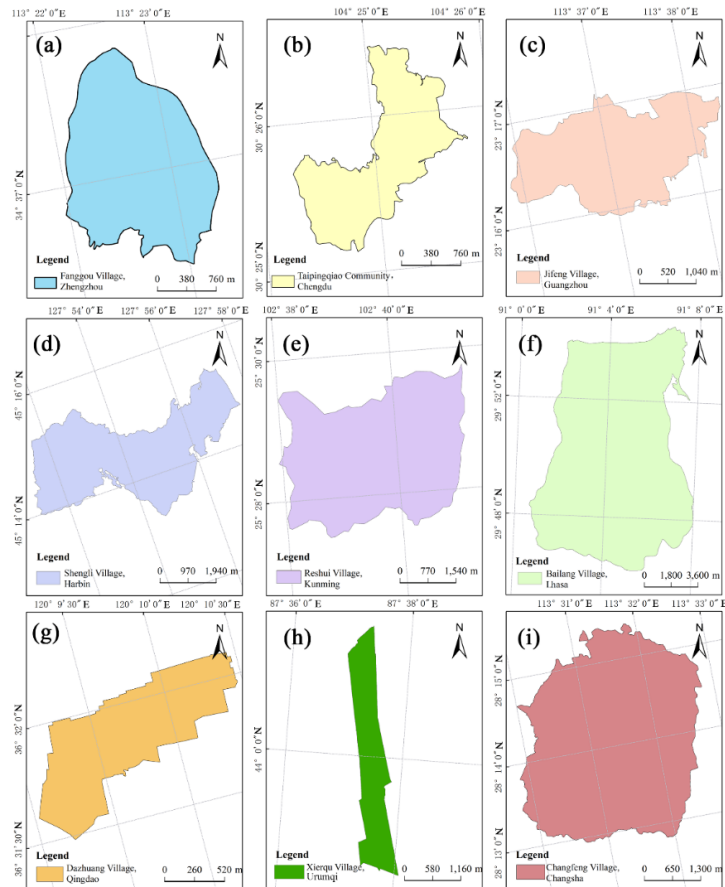 113° 22′ 0″ E 113° 23′ 0″ E
(a)
N
34° 37′ 0″ N
Legend
Fanggou Village,
Zhengzhou
0 380 760 m
104° 25′ 0″ E 104° 26′ 0″ E
(b)
N
30° 26′ 0″ N
30° 25′ 0″ N
Legend
Taipingqiao Community,
Chengdu
0 380 760 m
113° 37′ 0″ E 113° 38′ 0″ E
(c)
N
23° 17′ 0″ N
23° 16′ 0″ N
Legend
Jifeng Village,
Guangzhou
0 520 1,040 m
127° 54′ 0″ E 127° 56′ 0″ E 127° 58′ 0″ E
(d)
N
45° 16′ 0″ N
45° 14′ 0″ N
Legend
Shengli Village,
Harbin
0 970 1,940 m
102° 38′ 0″ E 102° 40′ 0″ E
(e)
N
25° 30′ 0″ N
25° 28′ 0″ N
Legend
Reshui Village,
Kunming
0 770 1,540 m
91° 0′ 0″ E 91° 4′ 0″ E 91° 8′ 0″ E
(f)
N
29° 52′ 0″ N
29° 48′ 0″ N
Legend
Bailang Village,
Lhasa
0 1,800 3,600 m
120° 9′ 30″ E 120° 10′ 0″ E 120° 10′ 30″ E
(g)
N
36° 32′ 0″ N
36° 31′ 30″ N
Legend
Dazhuang Village,
Qingdao
0 260 520 m
87° 36′ 0″ E 87° 38′ 0″ E
(h)
N
44° 0′ 0″ N
Legend
Xierqu Village,
Urumqi
0 580 1,160 m
113° 31′ 0″ E 113° 32′ 0″ E 113° 33′ 0″ E
(i)
N
28° 15′ 0″ N
28° 14′ 0″ N
28° 13′ 0″ N
Legend
Changfeng Village,
Changsha
0 650 1,300 m